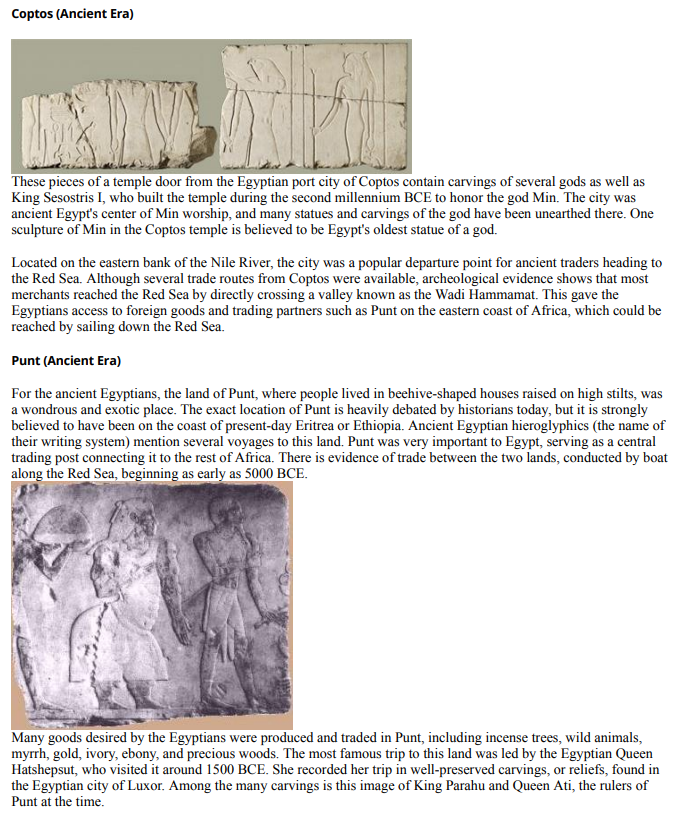 Coptos (Ancient Era)
These pieces of a temple door from the Egyptian port city of Coptos contain carvings of several gods as well as
King Sesostris I, who built the temple during the second millennium BCE to honor the god Min. The city was
ancient Egypt's center of Min worship, and many statues and carvings of the god have been unearthed there. One
sculpture of Min in the Coptos temple is believed to be Egypt's oldest statue of a god.
Located on the eastern bank of the Nile River, the city was a popular departure point for ancient traders heading to
the Red Sea. Although several trade routes from Coptos were available, archeological evidence shows that most
merchants reached the Red Sea by directly crossing a valley known as the Wadi Hammamat. This gave the
Egyptians access to foreign goods and trading partners such as Punt on the eastern coast of Africa, which could be
reached by sailing down the Red Sea.
Punt (Ancient Era)
For the ancient Egyptians, the land of Punt, where people lived in beehive-shaped houses raised on high stilts, was
a wondrous and exotic place. The exact location of Punt is heavily debated by historians today, but it is strongly
believed to have been on the coast of present-day Eritrea or Ethiopia. Ancient Egyptian hieroglyphics (the name of
their writing system) mention several voyages to this land. Punt was very important to Egypt, serving as a central
trading post connecting it to the rest of Africa. There is evidence of trade between the two lands, conducted by boat
along the Red Sea, beginning as early as 5000 BCE.
Many goods desired by the Egyptians were produced and traded in Punt, including incense trees, wild animals,
myrrh, gold, ivory, ebony, and precious woods. The most famous trip to this land was led by the Egyptian Queen
Hatshepsut, who visited it around 1500 BCE. She recorded her trip in well-preserved carvings, or reliefs, found in
the Egyptian city of Luxor. Among the many carvings is this image of King Parahu and Queen Ati, the rulers of
Punt at the time.